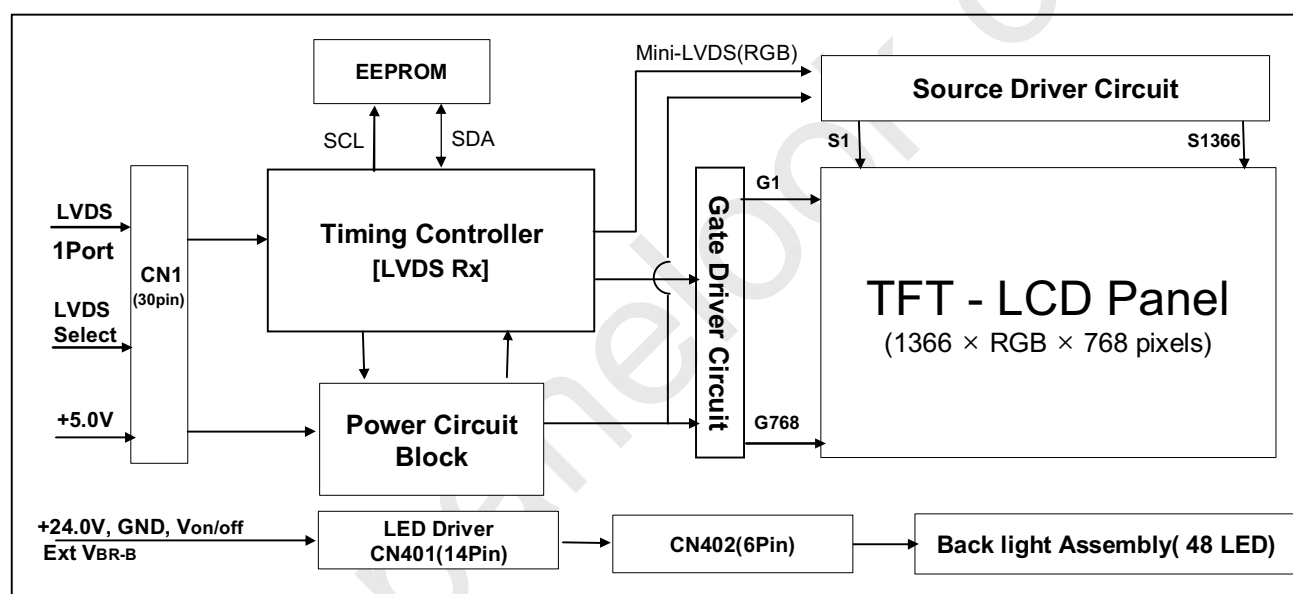 EEPROM
Mini-LVDS(RGB)
Source Driver Circuit
SCL
SDA
S1
S1366
LVDS
1Port
CN1
(30pin)
LVDS
Select
+5.0V
Timing Controller
[LVDS Rx]
Power Circuit
Block
Gate Driver Circuit
G1
G768
TFT - LCD Panel
(1366 × RGB × 768 pixels)
+24.0V, GND, Von/off
Ext VBR-B
LED Driver
CN401(14Pin)
CN402(6Pin)
Back light Assembly( 48 LED)
panelook